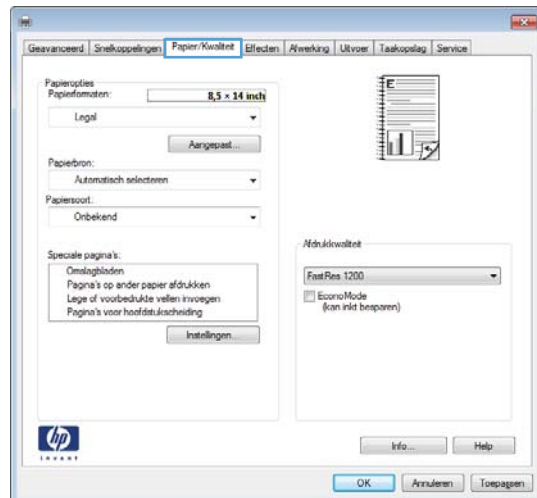 Geavanceerd Snelkoppelingen Papier/Kwaliteit Effecten Afwerking Uitvoer Taakopslag Service
Papieropties
Papierformaten: 8,5 × 14 inch
Legal
Aangepast...
Papierbron:
Automatisch selecteren
Papiersoort:
Onbekend
Speciale pagina's:
Omslagbladen
Pagina's op ander papier afdrukken
Lege of voorbedrukte vellen invoegen
Pagina's voor hoofdstukscheiding
Instellingen...
E
Afdrukkwaliteit
FastRes 1200
EconoMode
(kan inkt besparen)
hp
invent
Info... Help
OK Annuleren Toepassen